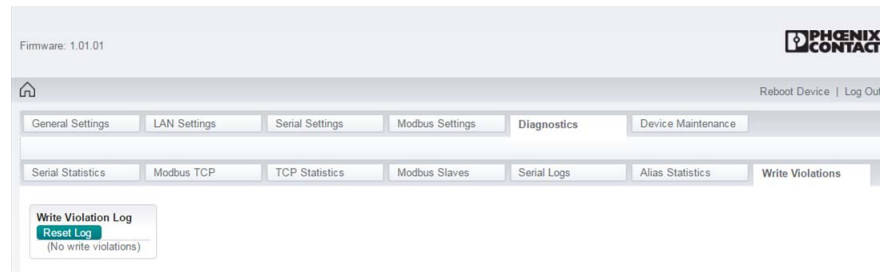 Firmware: 1.01.01
PHŒNIX
CONTACT
Reboot Device | Log Out
General Settings LAN Settings Serial Settings Modbus Settings Diagnostics Device Maintenance
Serial Statistics Modbus TCP TCP Statistics Modbus Slaves Serial Logs Alias Statistics Write Violations
Write Violation Log
Reset Log
(No write violations)